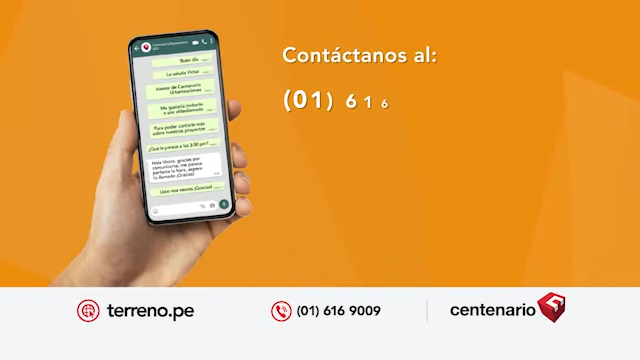 Contáctanos al:
(01) 6 1 6
Buen día
Le saluda Victor
Asesor de Centenario
Urbanizaciones
Me gustaría invitarlo
a una videollamada
Para poder contarle más
sobre nuestros proyectos
¿Qué le parece a las 3:30 pm?
Hola Victor, gracias por
comunicarte, me parece
perfecta la hora, espero
tu llamada ¡Gracias!
Listo nos vemos ¡Gracias!
terreno.pe
(01) 616 9009
centenario